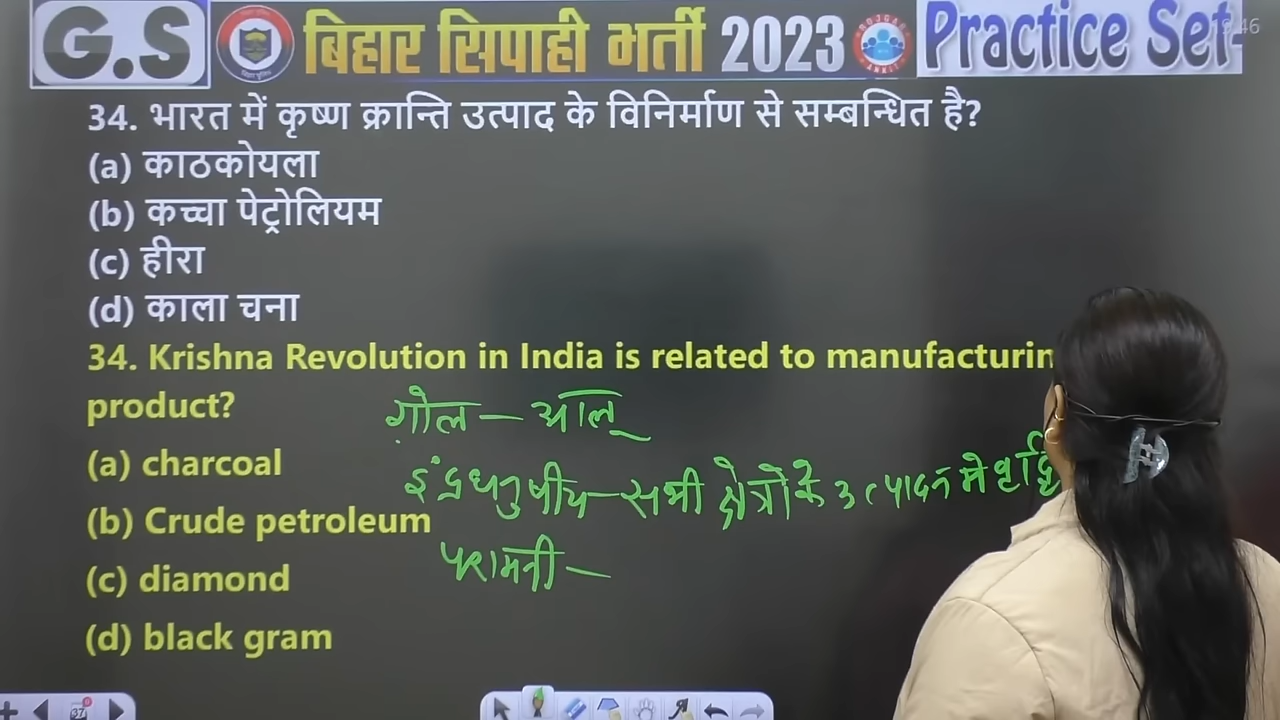 G.S बिहार सिपाही भर्ती 2023 Practice Set-
34. भारत में कृष्ण क्रान्ति उत्पाद के विनिर्माण से सम्बन्धित है?
(a) काठकोयला
(b) कच्चा पेट्रोलियम
(c) हीरा
(d) काला चना
34. Krishna Revolution in India is related to manufacturin
product?
गोल – आलू
(a) charcoal
इंद्रधनुषीय – सभी क्षेत्रों के उत्पादन में वृद्धि
(b) Crude petroleum
(c) diamond
(d) black gram